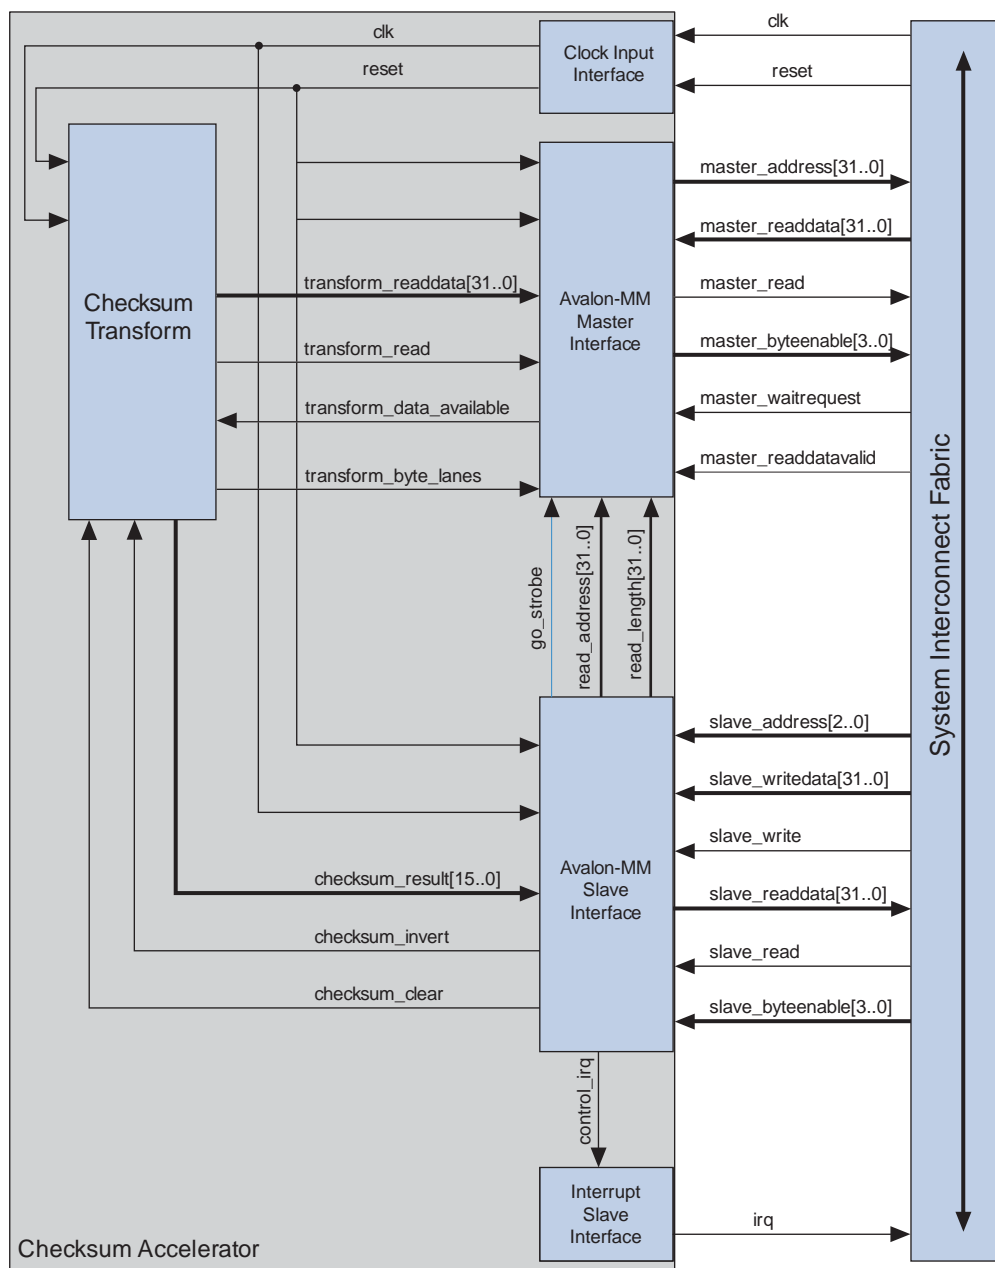 clk
reset
Clock Input
Interface
clk
reset
Checksum
Transform
transform_readdata[31..0]
transform_read
transform_data_available
transform_byte_lanes
Avalon-MM
Master
Interface
master_address[31..0]
master_readdata[31..0]
master_read
master_byteenable[3..0]
master_waitrequest
master_readdatavalid
System Interconnect Fabric
go_strobe
read_address[31..0]
read_length[31..0]
slave_address[2..0]
slave_writedata[31..0]
slave_write
slave_readdata[31..0]
slave_read
slave_byteenable[3..0]
Avalon-MM
Slave
Interface
checksum_result[15..0]
checksum_invert
checksum_clear
control_irq
Interrupt
Slave
Interface
irq
Checksum Accelerator